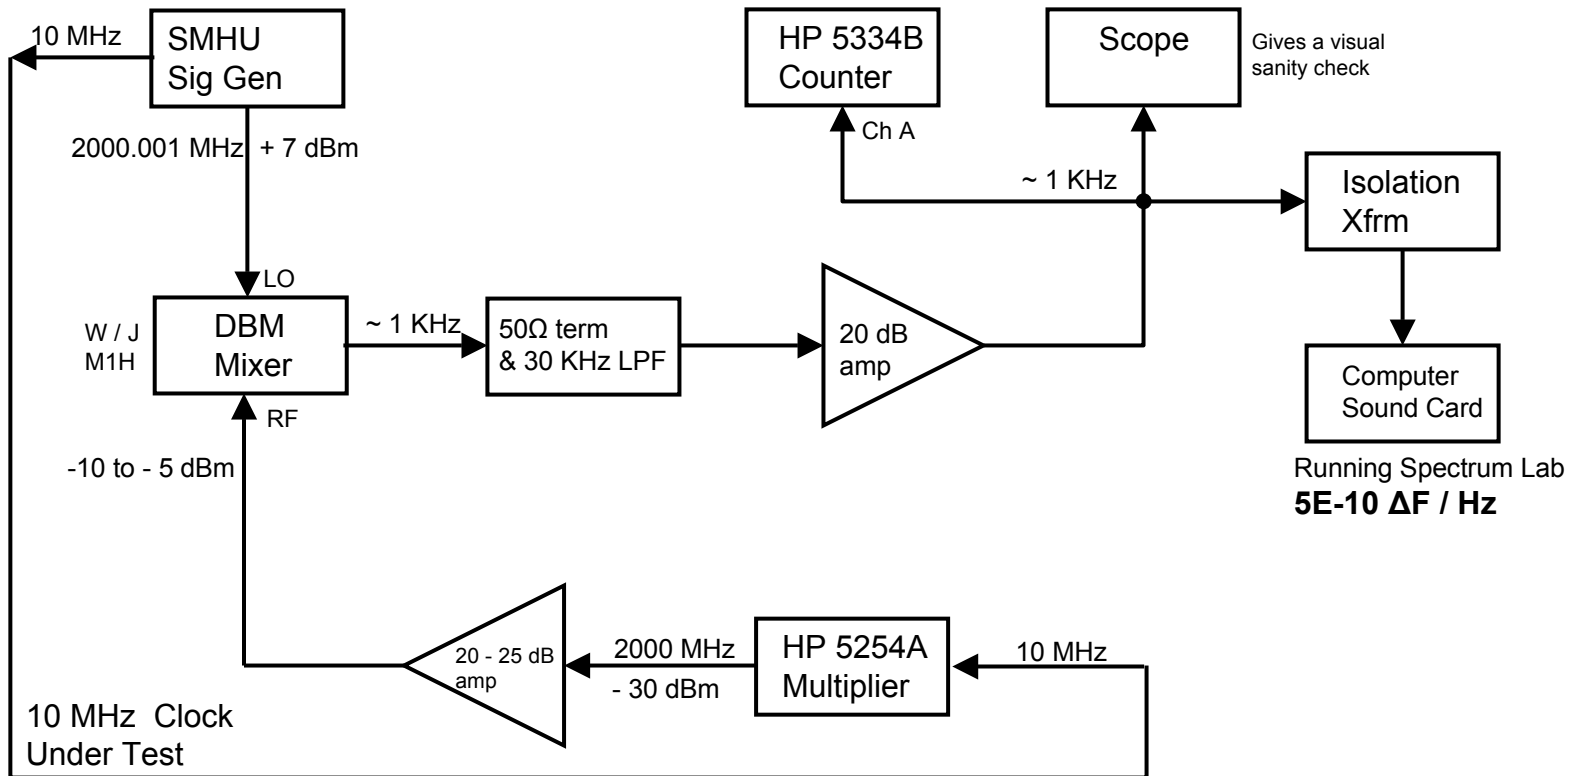 10 MHz
SMHU
Sig Gen
2000.001 MHz
+ 7 dBm
LO
W / J
M1H
DBM
Mixer
RF
-10 to - 5 dBm
~ 1 KHz
50Ω term
& 30 KHz LPF
20 dB
amp
HP 5334B
Counter
Ch A
~ 1 KHz
Scope
Gives a visual
sanity check
Isolation
Xfrm
Computer
Sound Card
Running Spectrum Lab
5E-10 ΔF / Hz
20 - 25 dB
amp
2000 MHz
- 30 dBm
HP 5254A
Multiplier
10 MHz
10 MHz Clock
Under Test